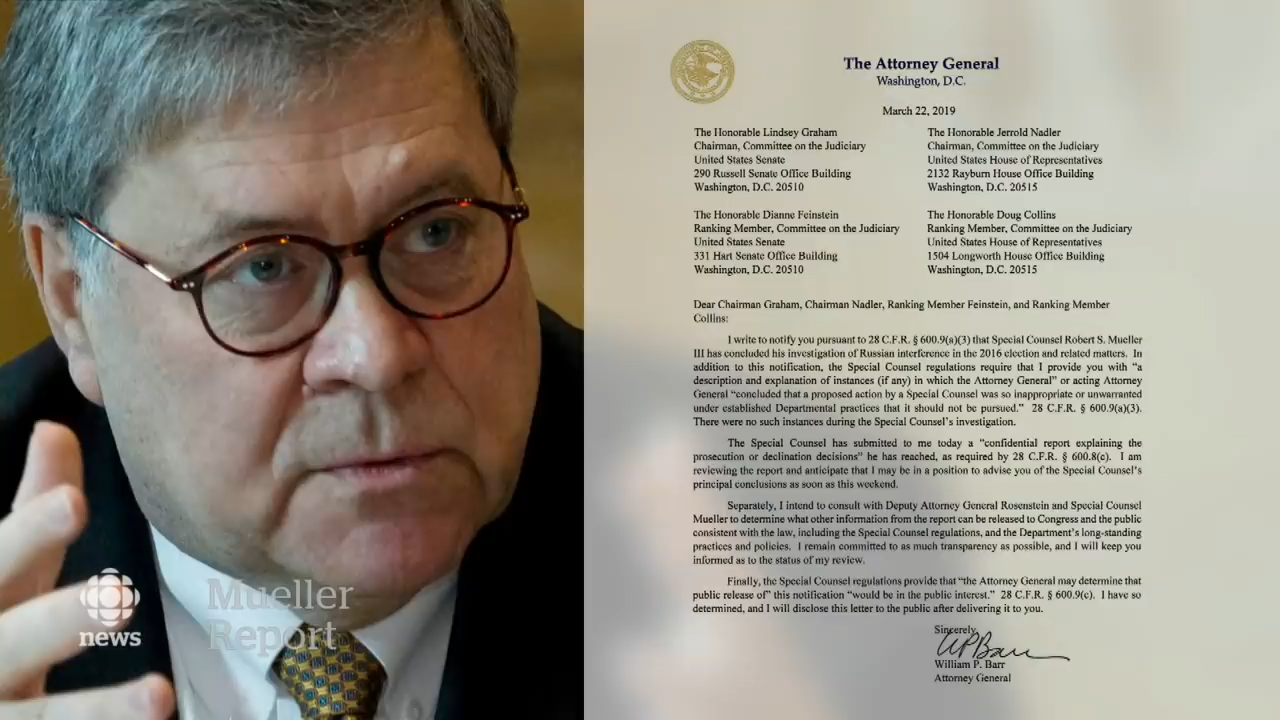 The Attorney General
Washington, D.C.
March 22, 2019
The Honorable Lindsey Graham
Chairman, Committee on the Judiciary
United States Senate
290 Russell Senate Office Building
Washington, D.C. 20510
The Honorable Jerrold Nadler
Chairman, Committee on the Judiciary
United States House of Representatives
2132 Rayburn House Office Building
Washington, D.C. 20515
The Honorable Dianne Feinstein
Ranking Member, Committee on the Judiciary
United States Senate
331 Hart Senate Office Building
Washington, D.C. 20510
The Honorable Doug Collins
Ranking Member, Committee on the Judiciary
United States House of Representatives
1504 Longworth House Office Building
Washington, D.C. 20515
Dear Chairman Graham, Chairman Nadler, Ranking Member Feinstein, and Ranking Member
Collins:
I write to notify you pursuant to 28 C.F.R. § 600.9(a)(3) that Special Counsel Robert S. Mueller
III has concluded his investigation of Russian interference in the 2016 election and related matters. In
addition to this notification, the Special Counsel regulations require that I provide you with “a
description and explanation of instances (if any) in which the Attorney General” or acting Attorney
General “concluded that a proposed action by a Special Counsel was so inappropriate or unwarranted
under established Departmental practices that it should not be pursued.” 28 C.F.R. § 600.9(a)(3).
There were no such instances during the Special Counsel’s investigation.
The Special Counsel has submitted to me today a “confidential report explaining the
prosecution or declination decisions” he has reached, as required by 28 C.F.R. § 600.8(c). I am
reviewing the report and anticipate that I may be in a position to advise you of the Special Counsel’s
principal conclusions as soon as this weekend.
Separately, I intend to consult with Deputy Attorney General Rosenstein and Special Counsel
Mueller to determine what other information from the report can be released to Congress and the public
consistent with the law, including the Special Counsel regulations, and the Department’s long-standing
practices and policies. I remain committed to as much transparency as possible, and I will keep you
informed as to the status of my review.
Finally, the Special Counsel regulations provide that “the Attorney General may determine that
public release of” this notification “would be in the public interest.” 28 C.F.R. § 600.9(c). I have so
determined, and I will disclose this letter to the public after delivering it to you.
Sincerely,
WPBarr
William P. Barr
Attorney General
news
Mueller
Report